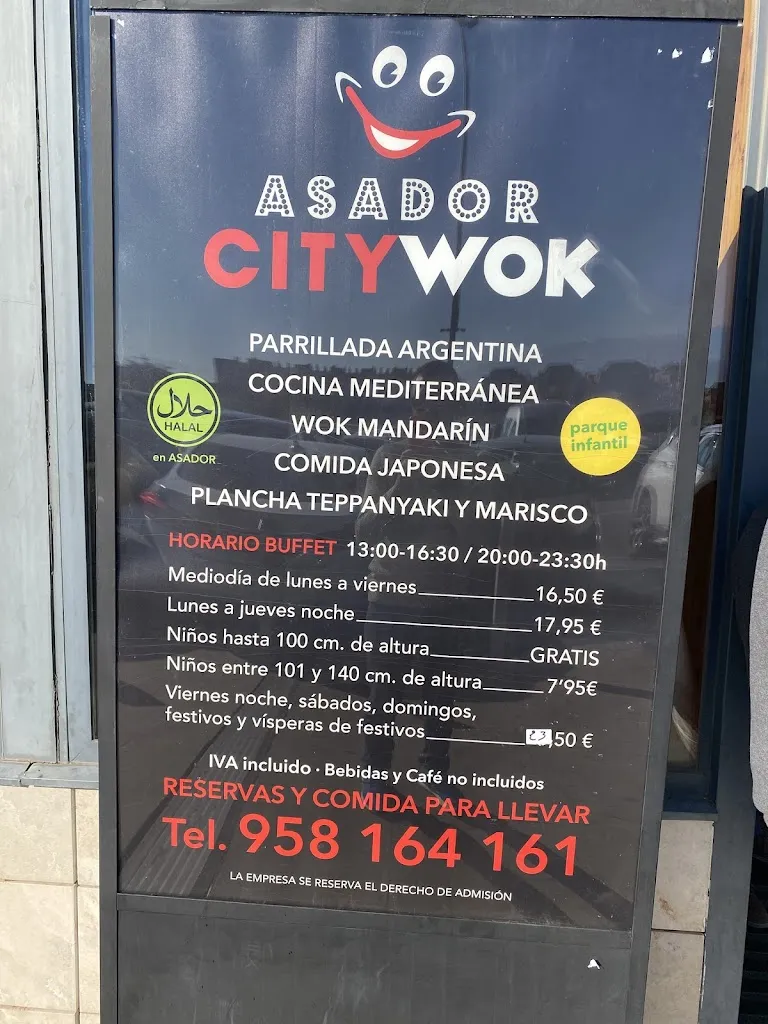 ASADOR
CITYWOK
PARRILLADA ARGENTINA
COCINA MEDITERRÁNEA
WOK MANDARÍN
COMIDA JAPONESA
PLANCHA TEPPANYAKI Y MARISCO
حلال
HALAL
en ASADOR
parque
infantil
HORARIO BUFFET 13:00-16:30 / 20:00-23:30h
Mediodía de lunes a viernes 16,50 €
Lunes a jueves noche 17,95 €
Niños hasta 100 cm. de altura GRATIS
Niños entre 101 y 140 cm. de altura 7'95€
Viernes noche, sábados, domingos,
festivos y vísperas de festivos 23,50 €
IVA incluido · Bebidas y Café no incluidos
RESERVAS Y COMIDA PARA LLEVAR
Tel. 958 164 161
LA EMPRESA SE RESERVA EL DERECHO DE ADMISIÓN